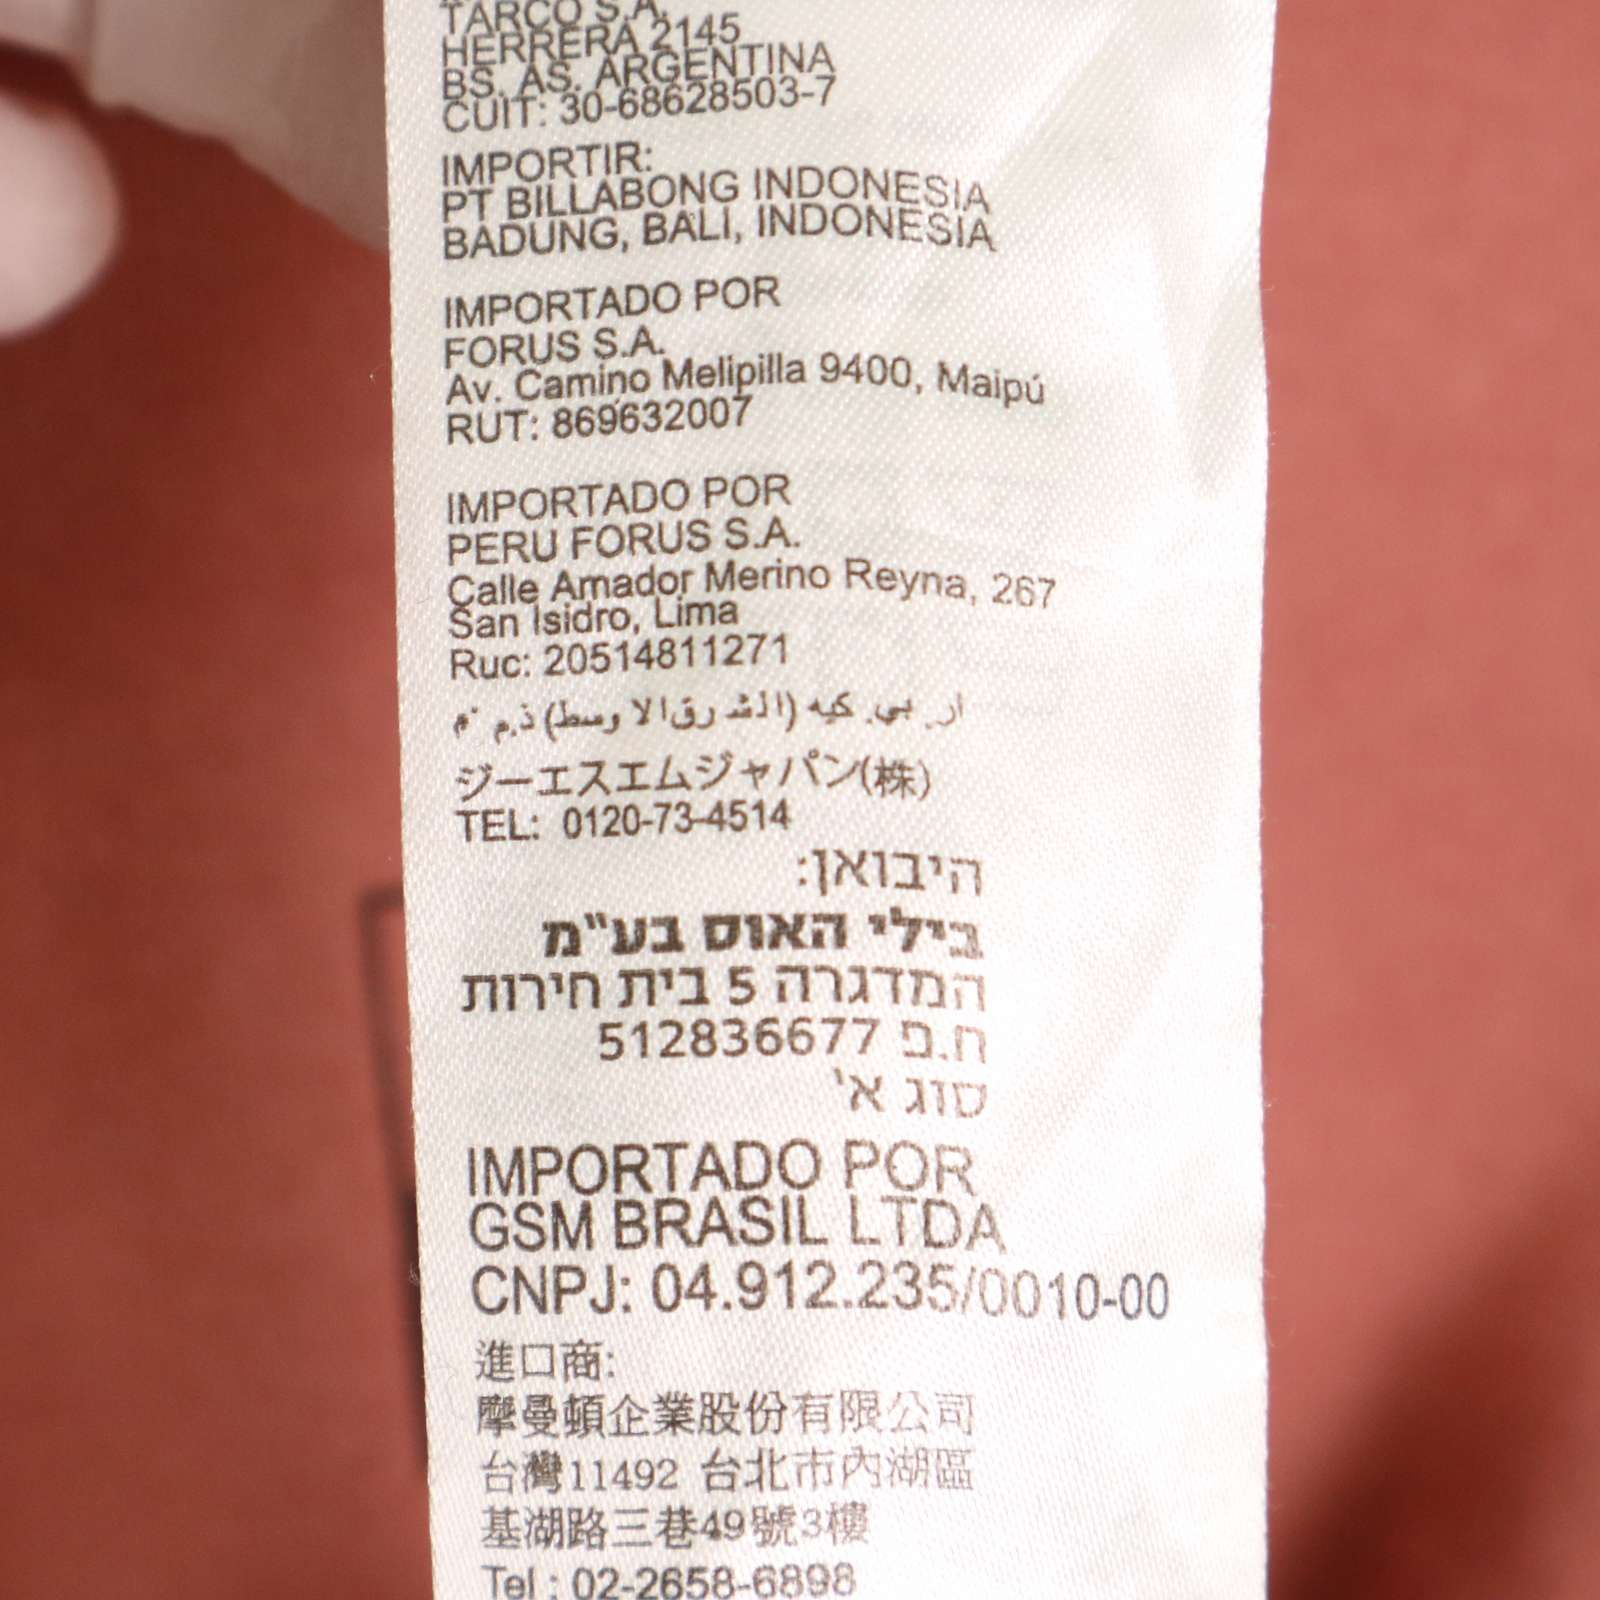 TARCO S.A.
HERRERA 2145
BS. AS. ARGENTINA
CUIT: 30-68628503-7
IMPORTIR:
PT BILLABONG INDONESIA
BADUNG, BALI, INDONESIA
IMPORTADO POR
FORUS S.A.
Av. Camino Melipilla 9400, Maipú
RUT: 869632007
IMPORTADO POR
PERU FORUS S.A.
Calle Amador Merino Reyna, 267
San Isidro, Lima
Ruc: 20514811271
ار. بي. كيه (الشرق الاوسط) ذ.م.م
ジーエスエムジャパン(株)
TEL: 0120-73-4514
היבואן:
בילי האוס בע"מ
המדגרה 5 בית חירות
ח.פ 512836677
סוג א'
IMPORTADO POR
GSM BRASIL LTDA
CNPJ: 04.912.235/0010-00
進口商:
摩曼頓企業股份有限公司
台灣11492 台北市內湖區
基湖路三巷49號3樓
Tel : 02-2658-6898